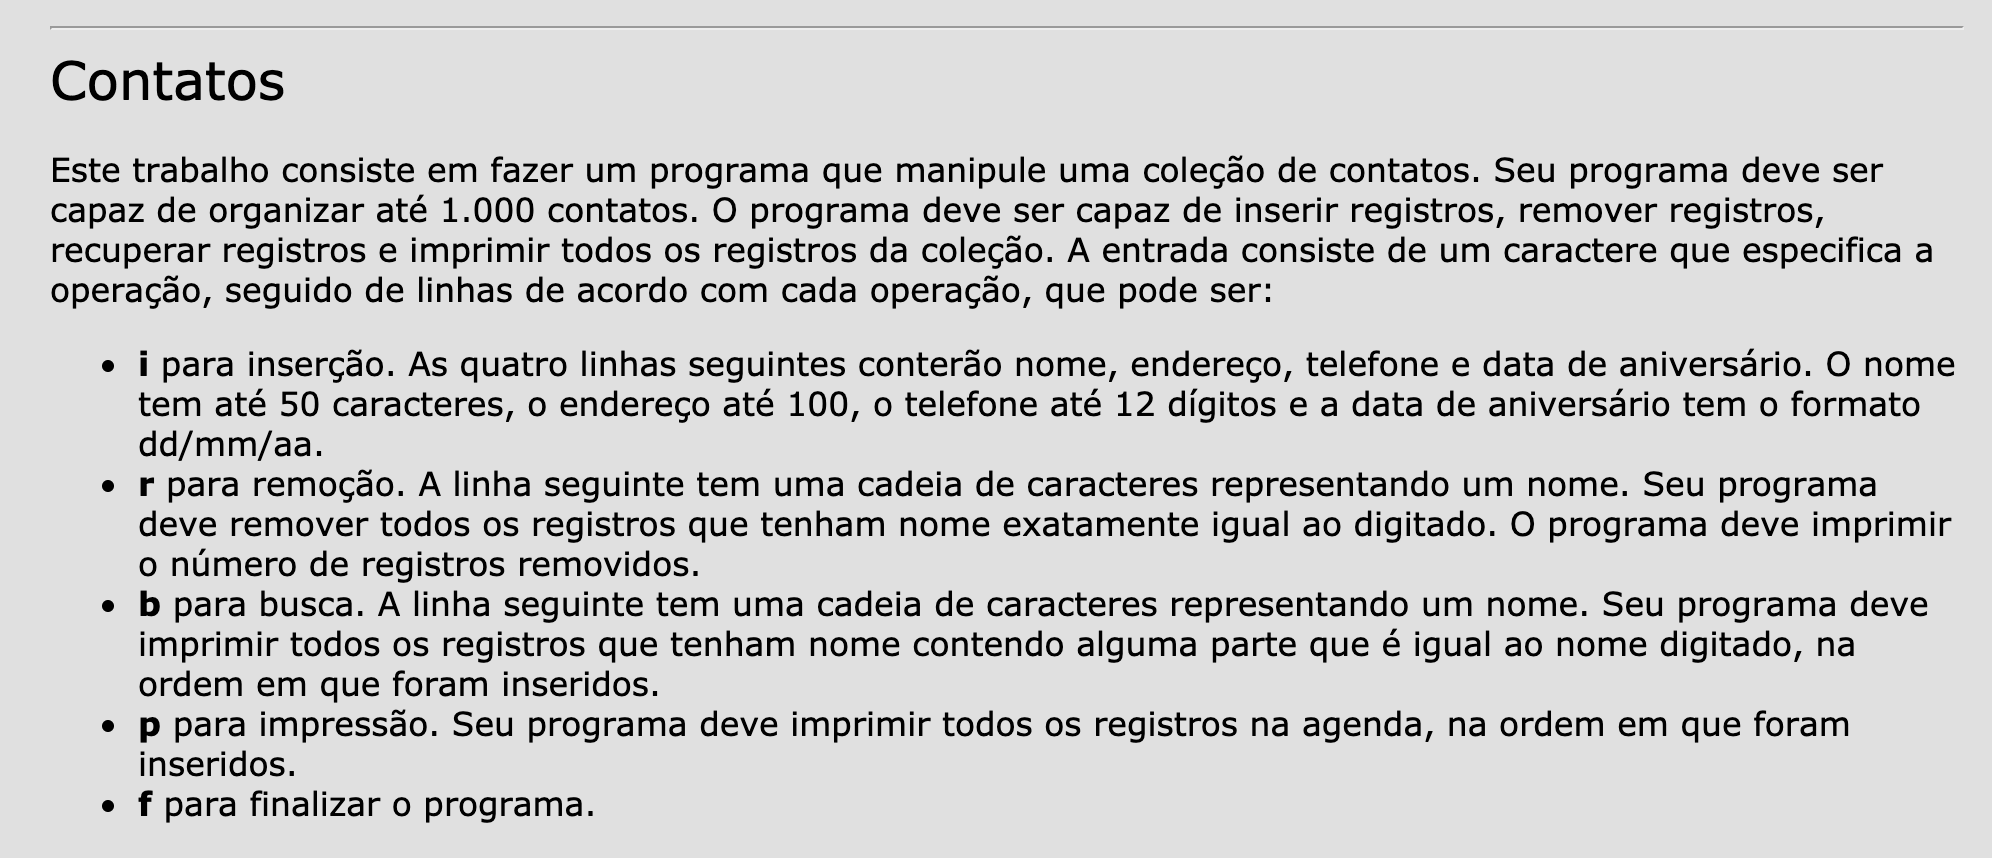 Contatos
Este trabalho consiste em fazer um programa que manipule uma coleção de contatos. Seu programa deve ser
capaz de organizar até 1.000 contatos. O programa deve ser capaz de inserir registros, remover registros,
recuperar registros e imprimir todos os registros da coleção. A entrada consiste de um caractere que especifica a
operação, seguido de linhas de acordo com cada operação, que pode ser:
• i para inserção. As quatro linhas seguintes conterão nome, endereço, telefone e data de aniversário. O nome
tem até 50 caracteres, o endereço até 100, o telefone até 12 dígitos e a data de aniversário tem o formato
dd/mm/aa.
• r para remoção. A linha seguinte tem uma cadeia de caracteres representando um nome. Seu programa
deve remover todos os registros que tenham nome exatamente igual ao digitado. O programa deve imprimir
o número de registros removidos.
• b para busca. A linha seguinte tem uma cadeia de caracteres representando um nome. Seu programa deve
imprimir todos os registros que tenham nome contendo alguma parte que é igual ao nome digitado, na
ordem em que foram inseridos.
• p para impressão. Seu programa deve imprimir todos os registros na agenda, na ordem em que foram
inseridos.
• f para finalizar o programa.